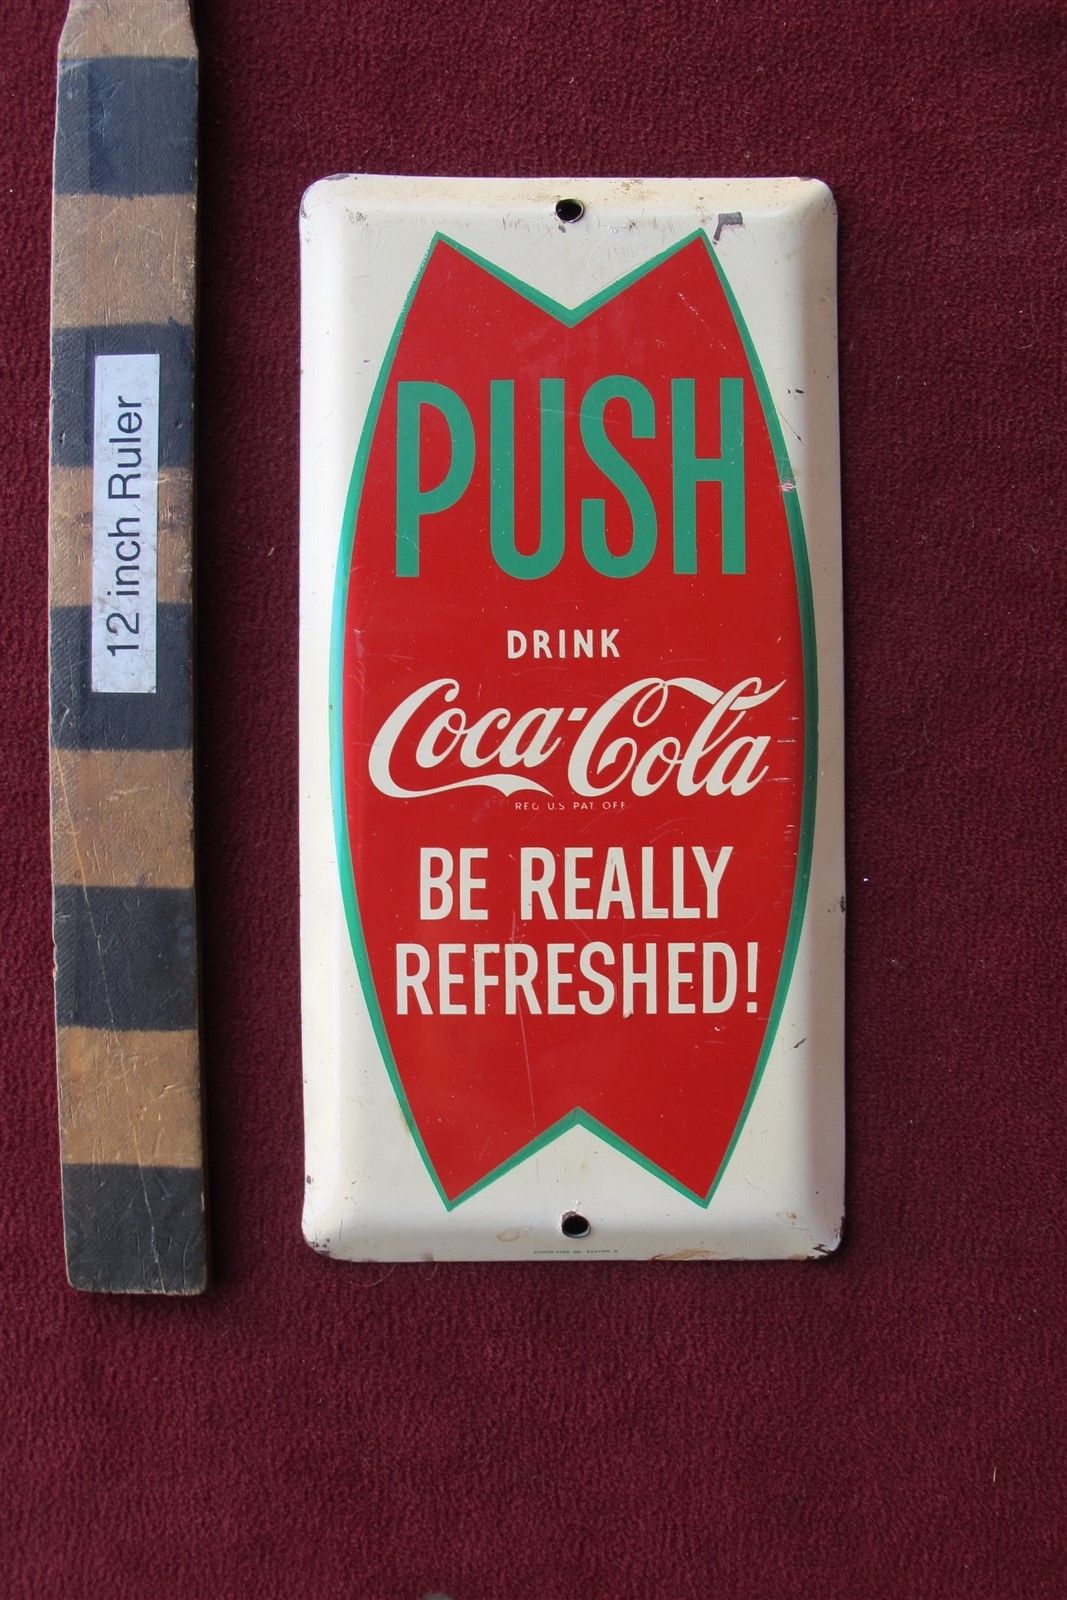 12 inch Ruler
PUSH
DRINK
Coca-Cola
REG U.S. PAT OFF
BE REALLY
REFRESHED!